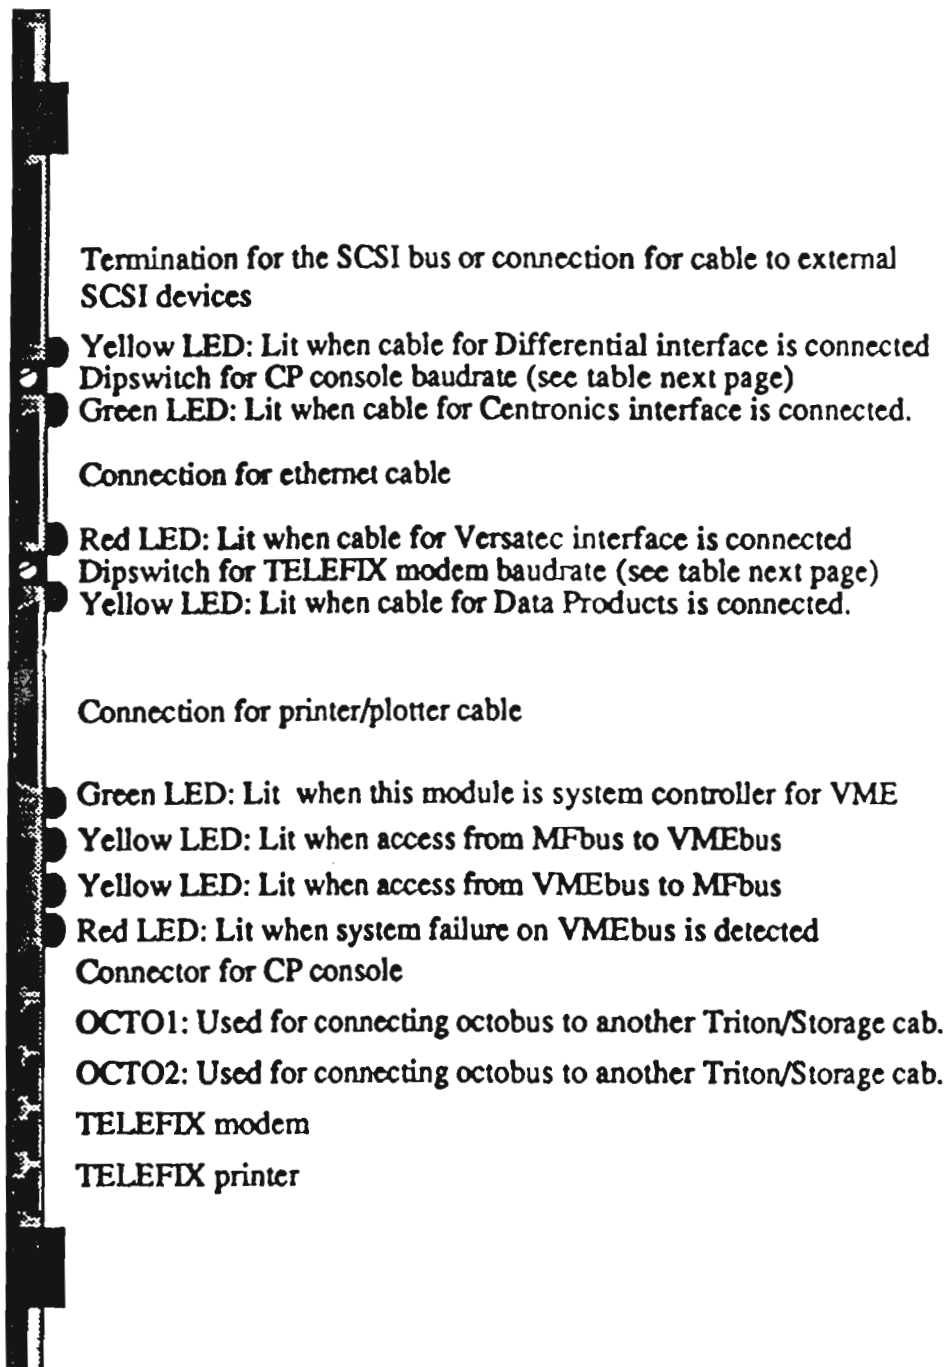 Termination for the SCSI bus or connection for cable to external
SCSI devices
Yellow LED: Lit when cable for Differential interface is connected
Dipswitch for CP console baudrate (see table next page)
Green LED: Lit when cable for Centronics interface is connected.
Connection for ethernet cable
Red LED: Lit when cable for Versatec interface is connected
Dipswitch for TELEFIX modem baudrate (see table next page)
Yellow LED: Lit when cable for Data Products is connected.
Connection for printer/plotter cable
Green LED: Lit when this module is system controller for VME
Yellow LED: Lit when access from MFbus to VMEbus
Yellow LED: Lit when access from VMEbus to MFbus
Red LED: Lit when system failure on VMEbus is detected
Connector for CP console
OCTO1: Used for connecting octobus to another Triton/Storage cab.
OCTO2: Used for connecting octobus to another Triton/Storage cab.
TELEFIX modem
TELEFIX printer